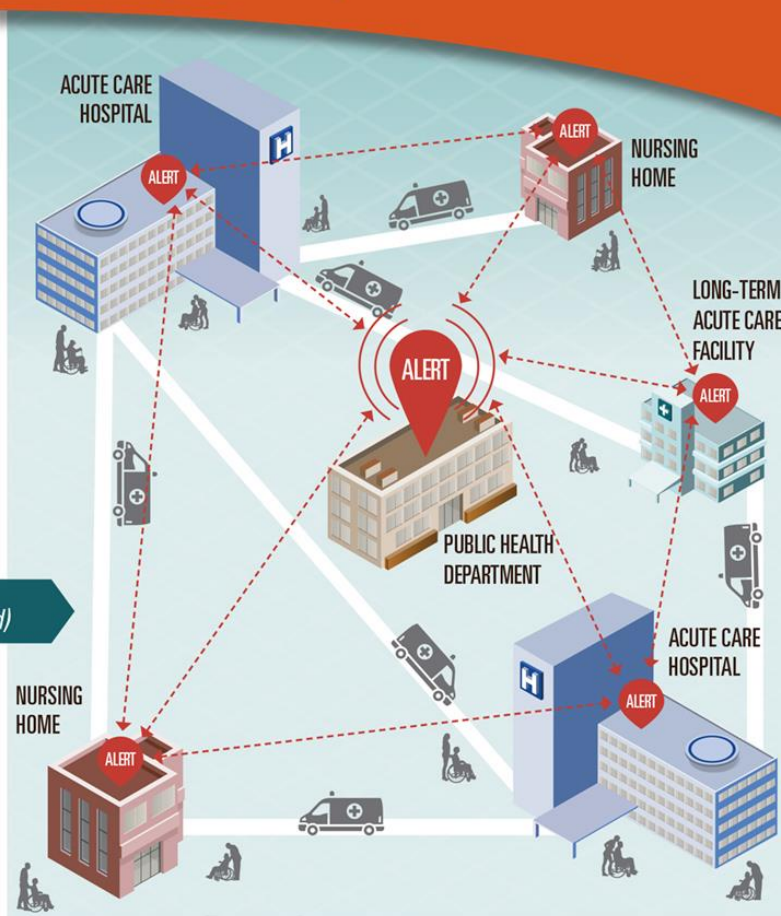 ACUTE CARE
HOSPITAL
H
ALERT
ALERT
NURSING
HOME
LONG-TERM
ACUTE CARE
FACILITY
ALERT
ALERT
PUBLIC HEALTH
DEPARTMENT
ACUTE CARE
HOSPITAL
H
ALERT
NURSING
HOME
ALERT